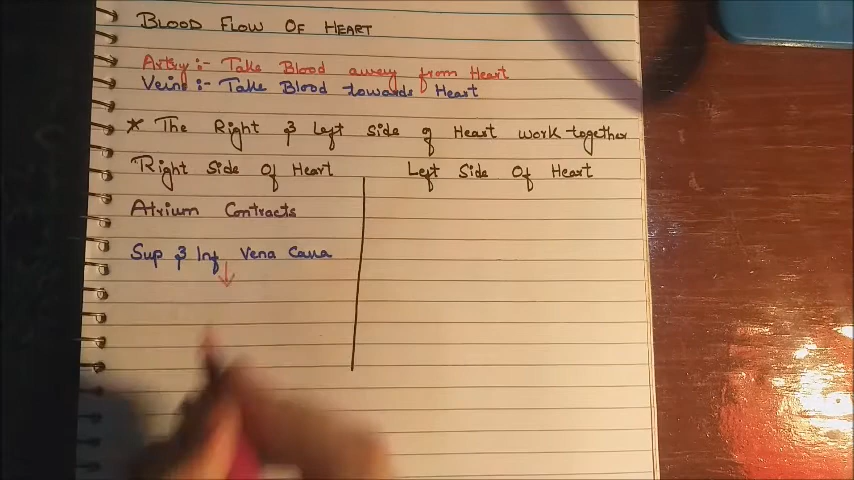 BLOOD FLOW OF HEART
Artry :- Take Blood away from Heart
Vein :- Take Blood towards Heart
* The Right & Left Side of Heart work together
Right Side Of Heart
Left Side Of Heart
Atrium Contracts
Sup & Inf Vena Cava
↓